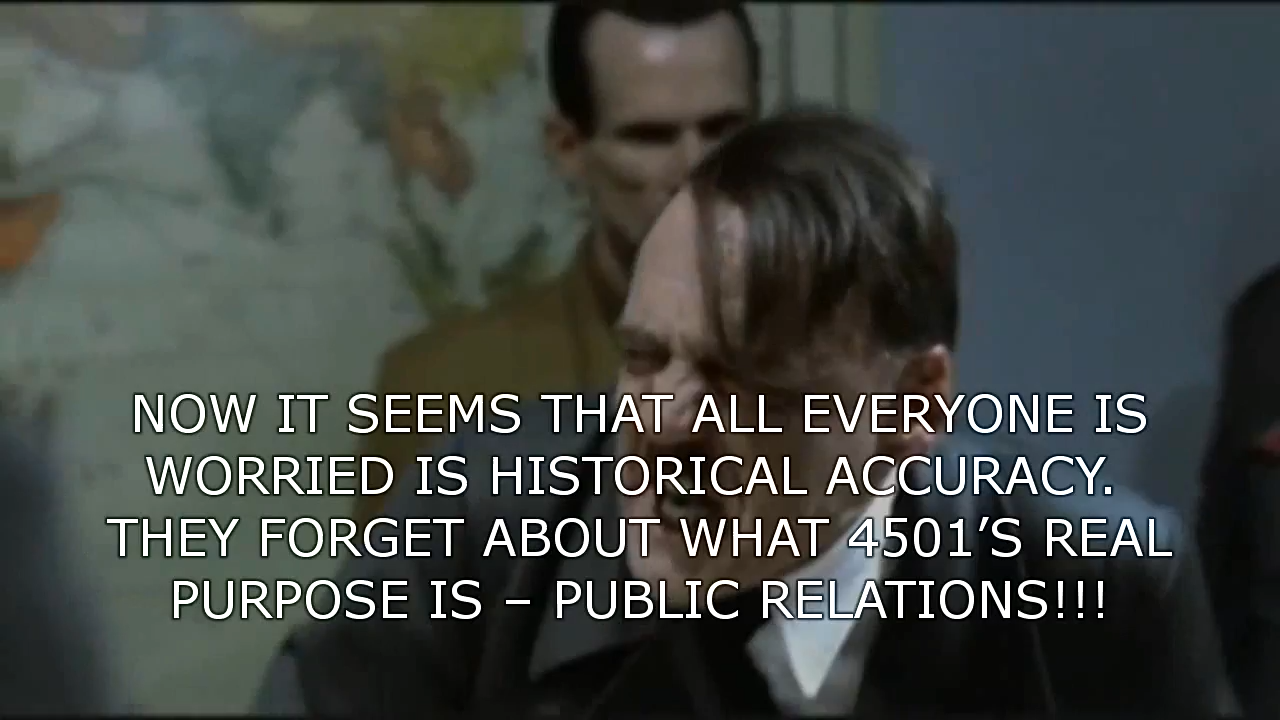 NOW IT SEEMS THAT ALL EVERYONE IS
WORRIED IS HISTORICAL ACCURACY.
THEY FORGET ABOUT WHAT 4501’S REAL
PURPOSE IS – PUBLIC RELATIONS!!!